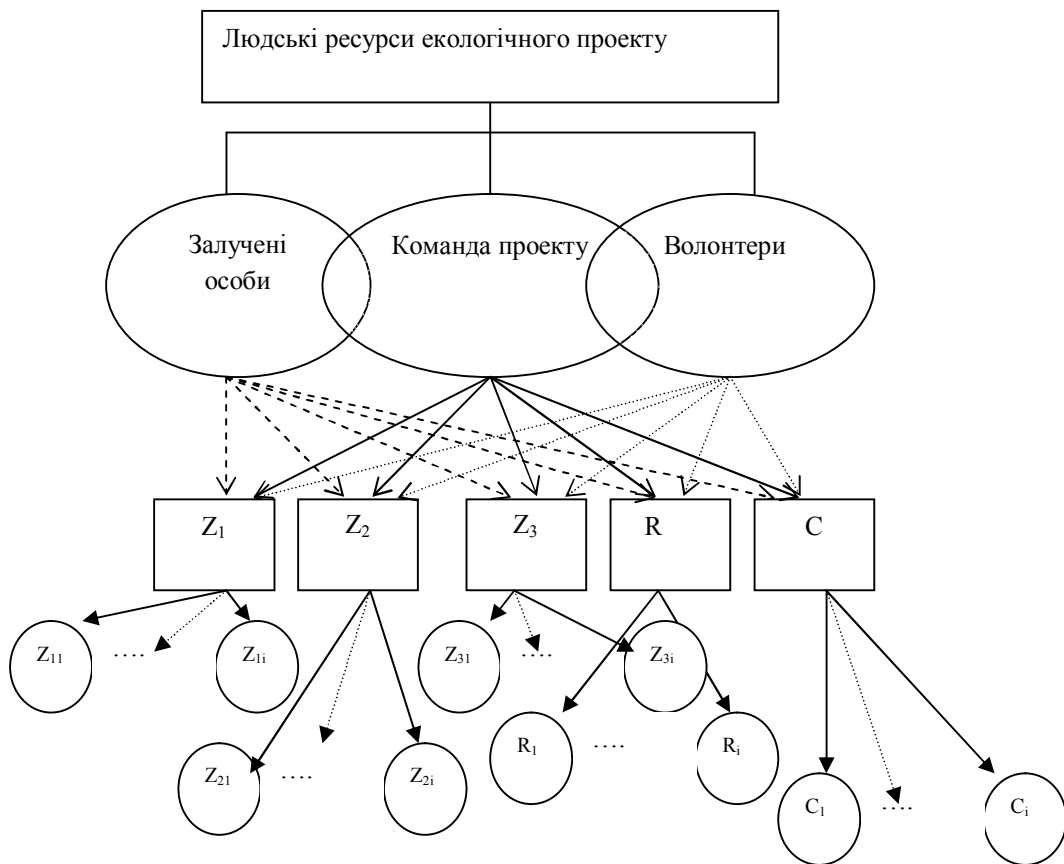 Людські ресурси екологічного проекту
Залучені
особи
Команда проекту
Волонтери
Z₁
Z₂
Z₃
R
C
Z₁₁
....
Z₁ᵢ
Z₃₁
....
Z₃ᵢ
Z₂₁
....
Z₂ᵢ
R₁
....
Rᵢ
C₁
....
Cᵢ